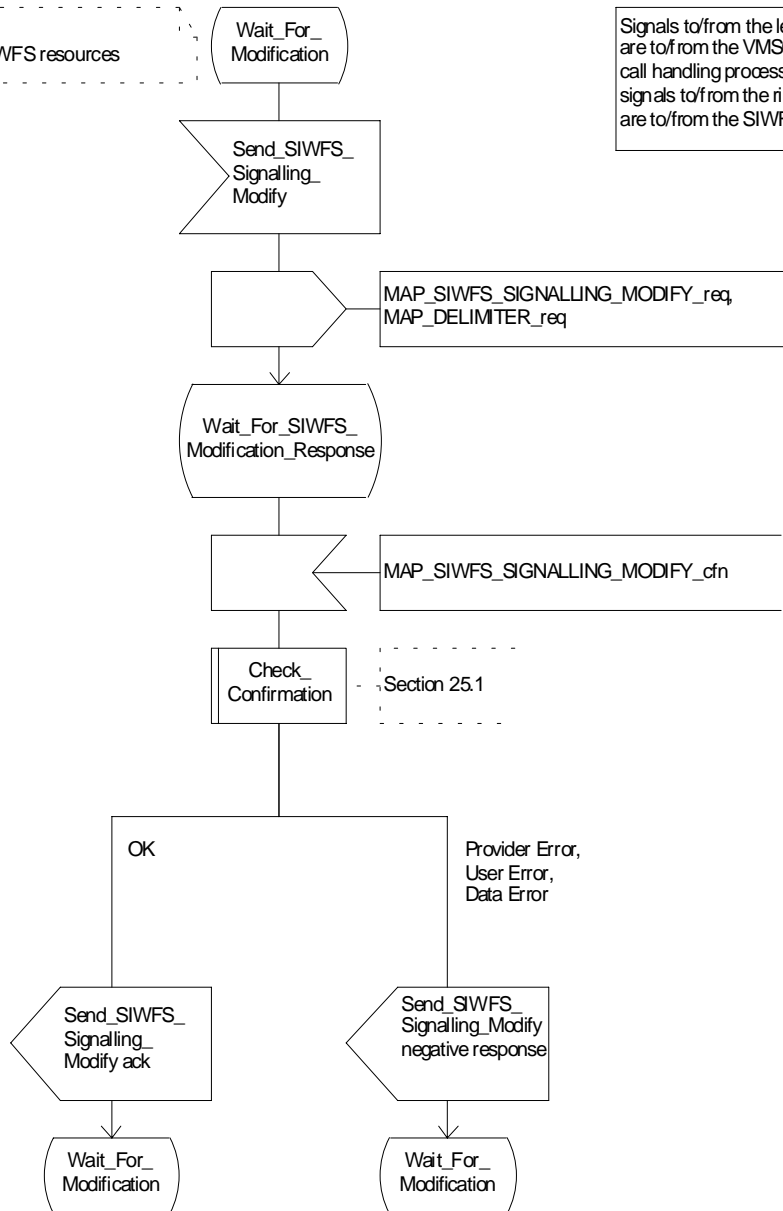 WFS resources
Wait_For_
Modification
Signals to/from the le
are to/from the VMS
call handling process
signals to/from the ri
are to/from the SIWF
Send_SIWFS_
Signalling_
Modify
MAP_SIWFS_SIGNALLING_MODIFY_req,
MAP_DELIMITER_req
Wait_For_SIWFS_
Modification_Response
MAP_SIWFS_SIGNALLING_MODIFY_cfn
Check_
Confirmation
Section 25.1
OK
Provider Error,
User Error,
Data Error
Send_SIWFS_
Signalling_
Modify ack
Send_SIWFS_
Signalling_Modify
negative response
Wait_For_
Modification
Wait_For_
Modification